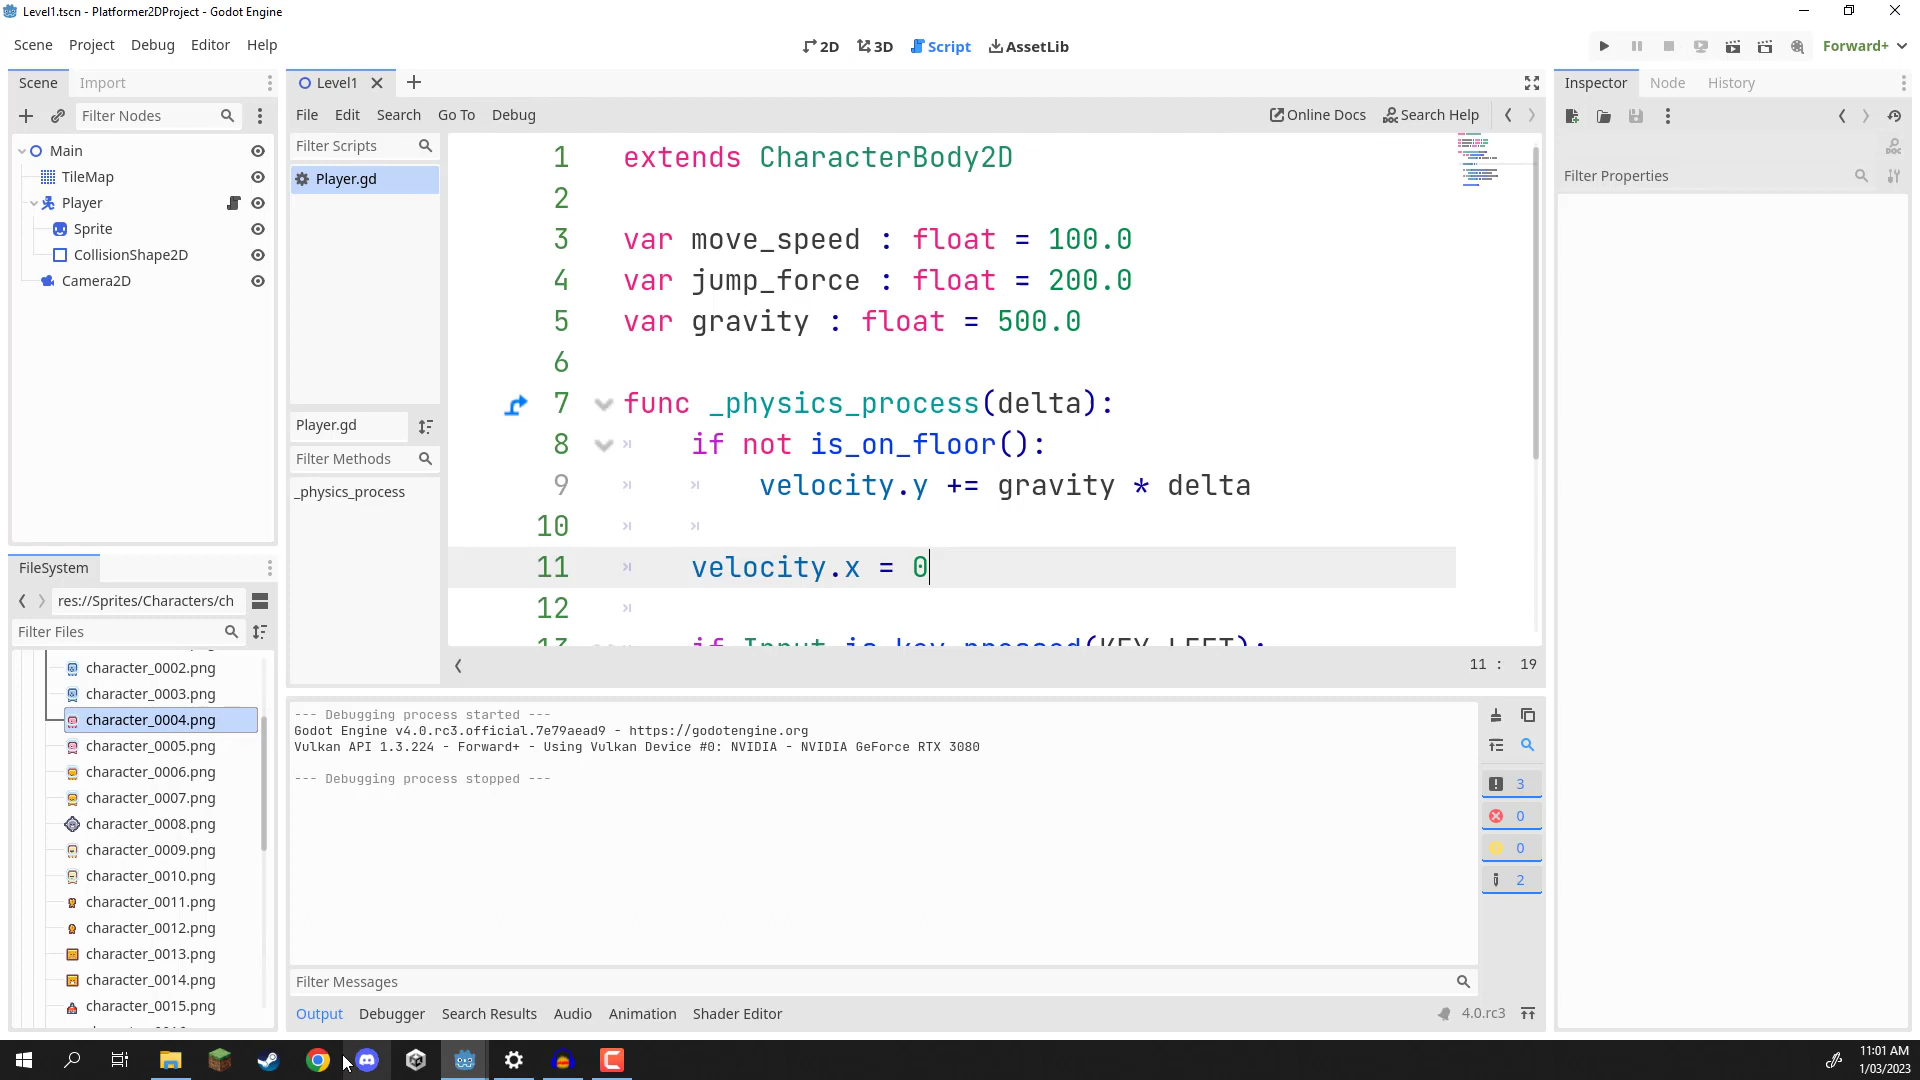 Level1.tscn - Platformer2DProject - Godot Engine
Scene Project Debug Editor Help
2D 3D Script AssetLib
Forward+
Scene Import
Filter Nodes
Main
TileMap
Player
Sprite
CollisionShape2D
Camera2D
FileSystem
res://Sprites/Characters/ch
Filter Files
character_0002.png
character_0003.png
character_0004.png
character_0005.png
character_0006.png
character_0007.png
character_0008.png
character_0009.png
character_0010.png
character_0011.png
character_0012.png
character_0013.png
character_0014.png
character_0015.png
Level1
File Edit Search Go To Debug
Online Docs Search Help
Filter Scripts
Player.gd
Player.gd
Filter Methods
_physics_process
1 extends CharacterBody2D
2
3 var move_speed : float = 100.0
4 var jump_force : float = 200.0
5 var gravity : float = 500.0
6
7 func _physics_process(delta):
8 if not is_on_floor():
9 velocity.y += gravity * delta
10
11 velocity.x = 0
12
13 if Input.is_key_pressed(KEY_LEFT):
11 : 19
--- Debugging process started ---
Godot Engine v4.0.rc3.official.7e79aead9 - https://godotengine.org
Vulkan API 1.3.224 - Forward+ - Using Vulkan Device #0: NVIDIA - NVIDIA GeForce RTX 3080
--- Debugging process stopped ---
3
0
0
2
Filter Messages
Output Debugger Search Results Audio Animation Shader Editor
4.0.rc3
Inspector Node History
Filter Properties
11:01 AM
1/03/2023